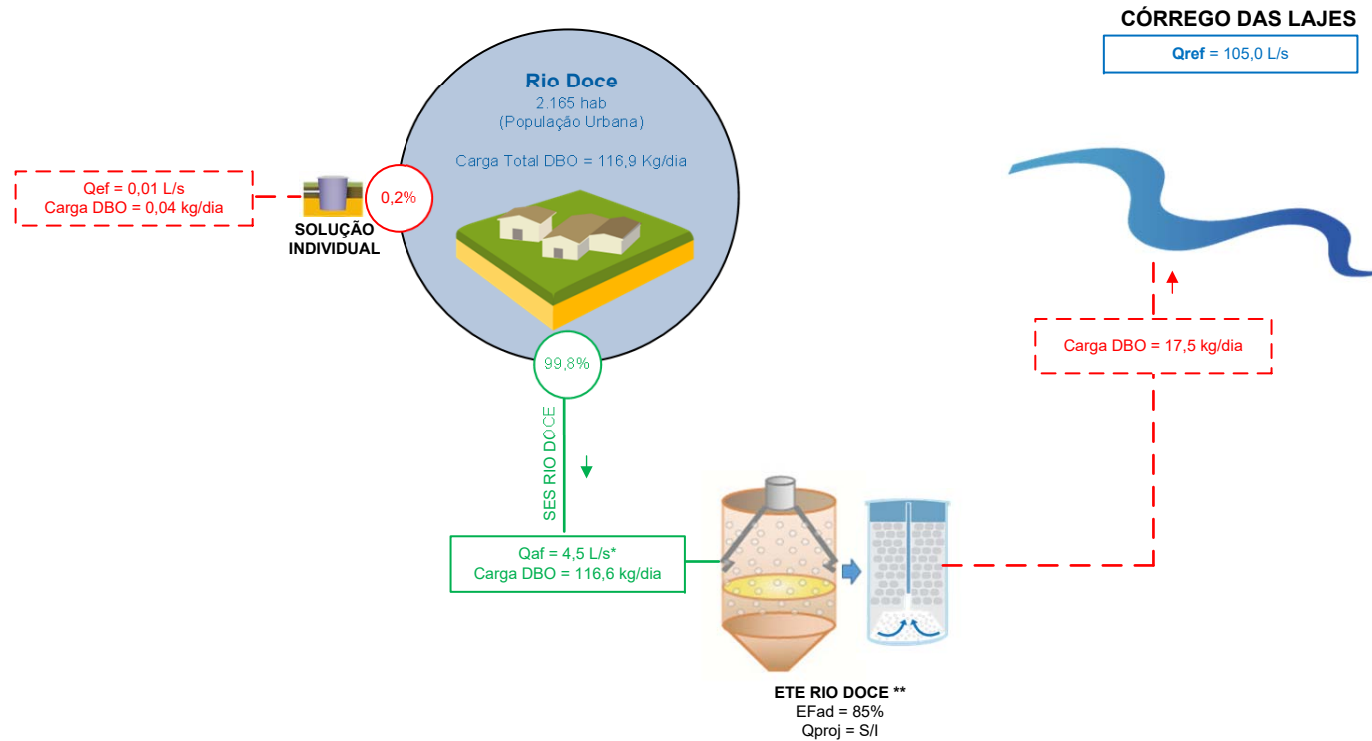 CÓRREGO DAS LAJES
Qref = 105,0 L/s
Rio Doce
2.165 hab
(População Urbana)
Carga Total DBO = 116,9 Kg/dia
Qef = 0,01 L/s
Carga DBO = 0,04 kg/dia
SOLUÇÃO
INDIVIDUAL
0,2%
99,8%
SES RIO DOCE
Qaf = 4,5 L/s*
Carga DBO = 116,6 kg/dia
ETE RIO DOCE **
EFad = 85%
Qproj = S/I
Carga DBO = 17,5 kg/dia